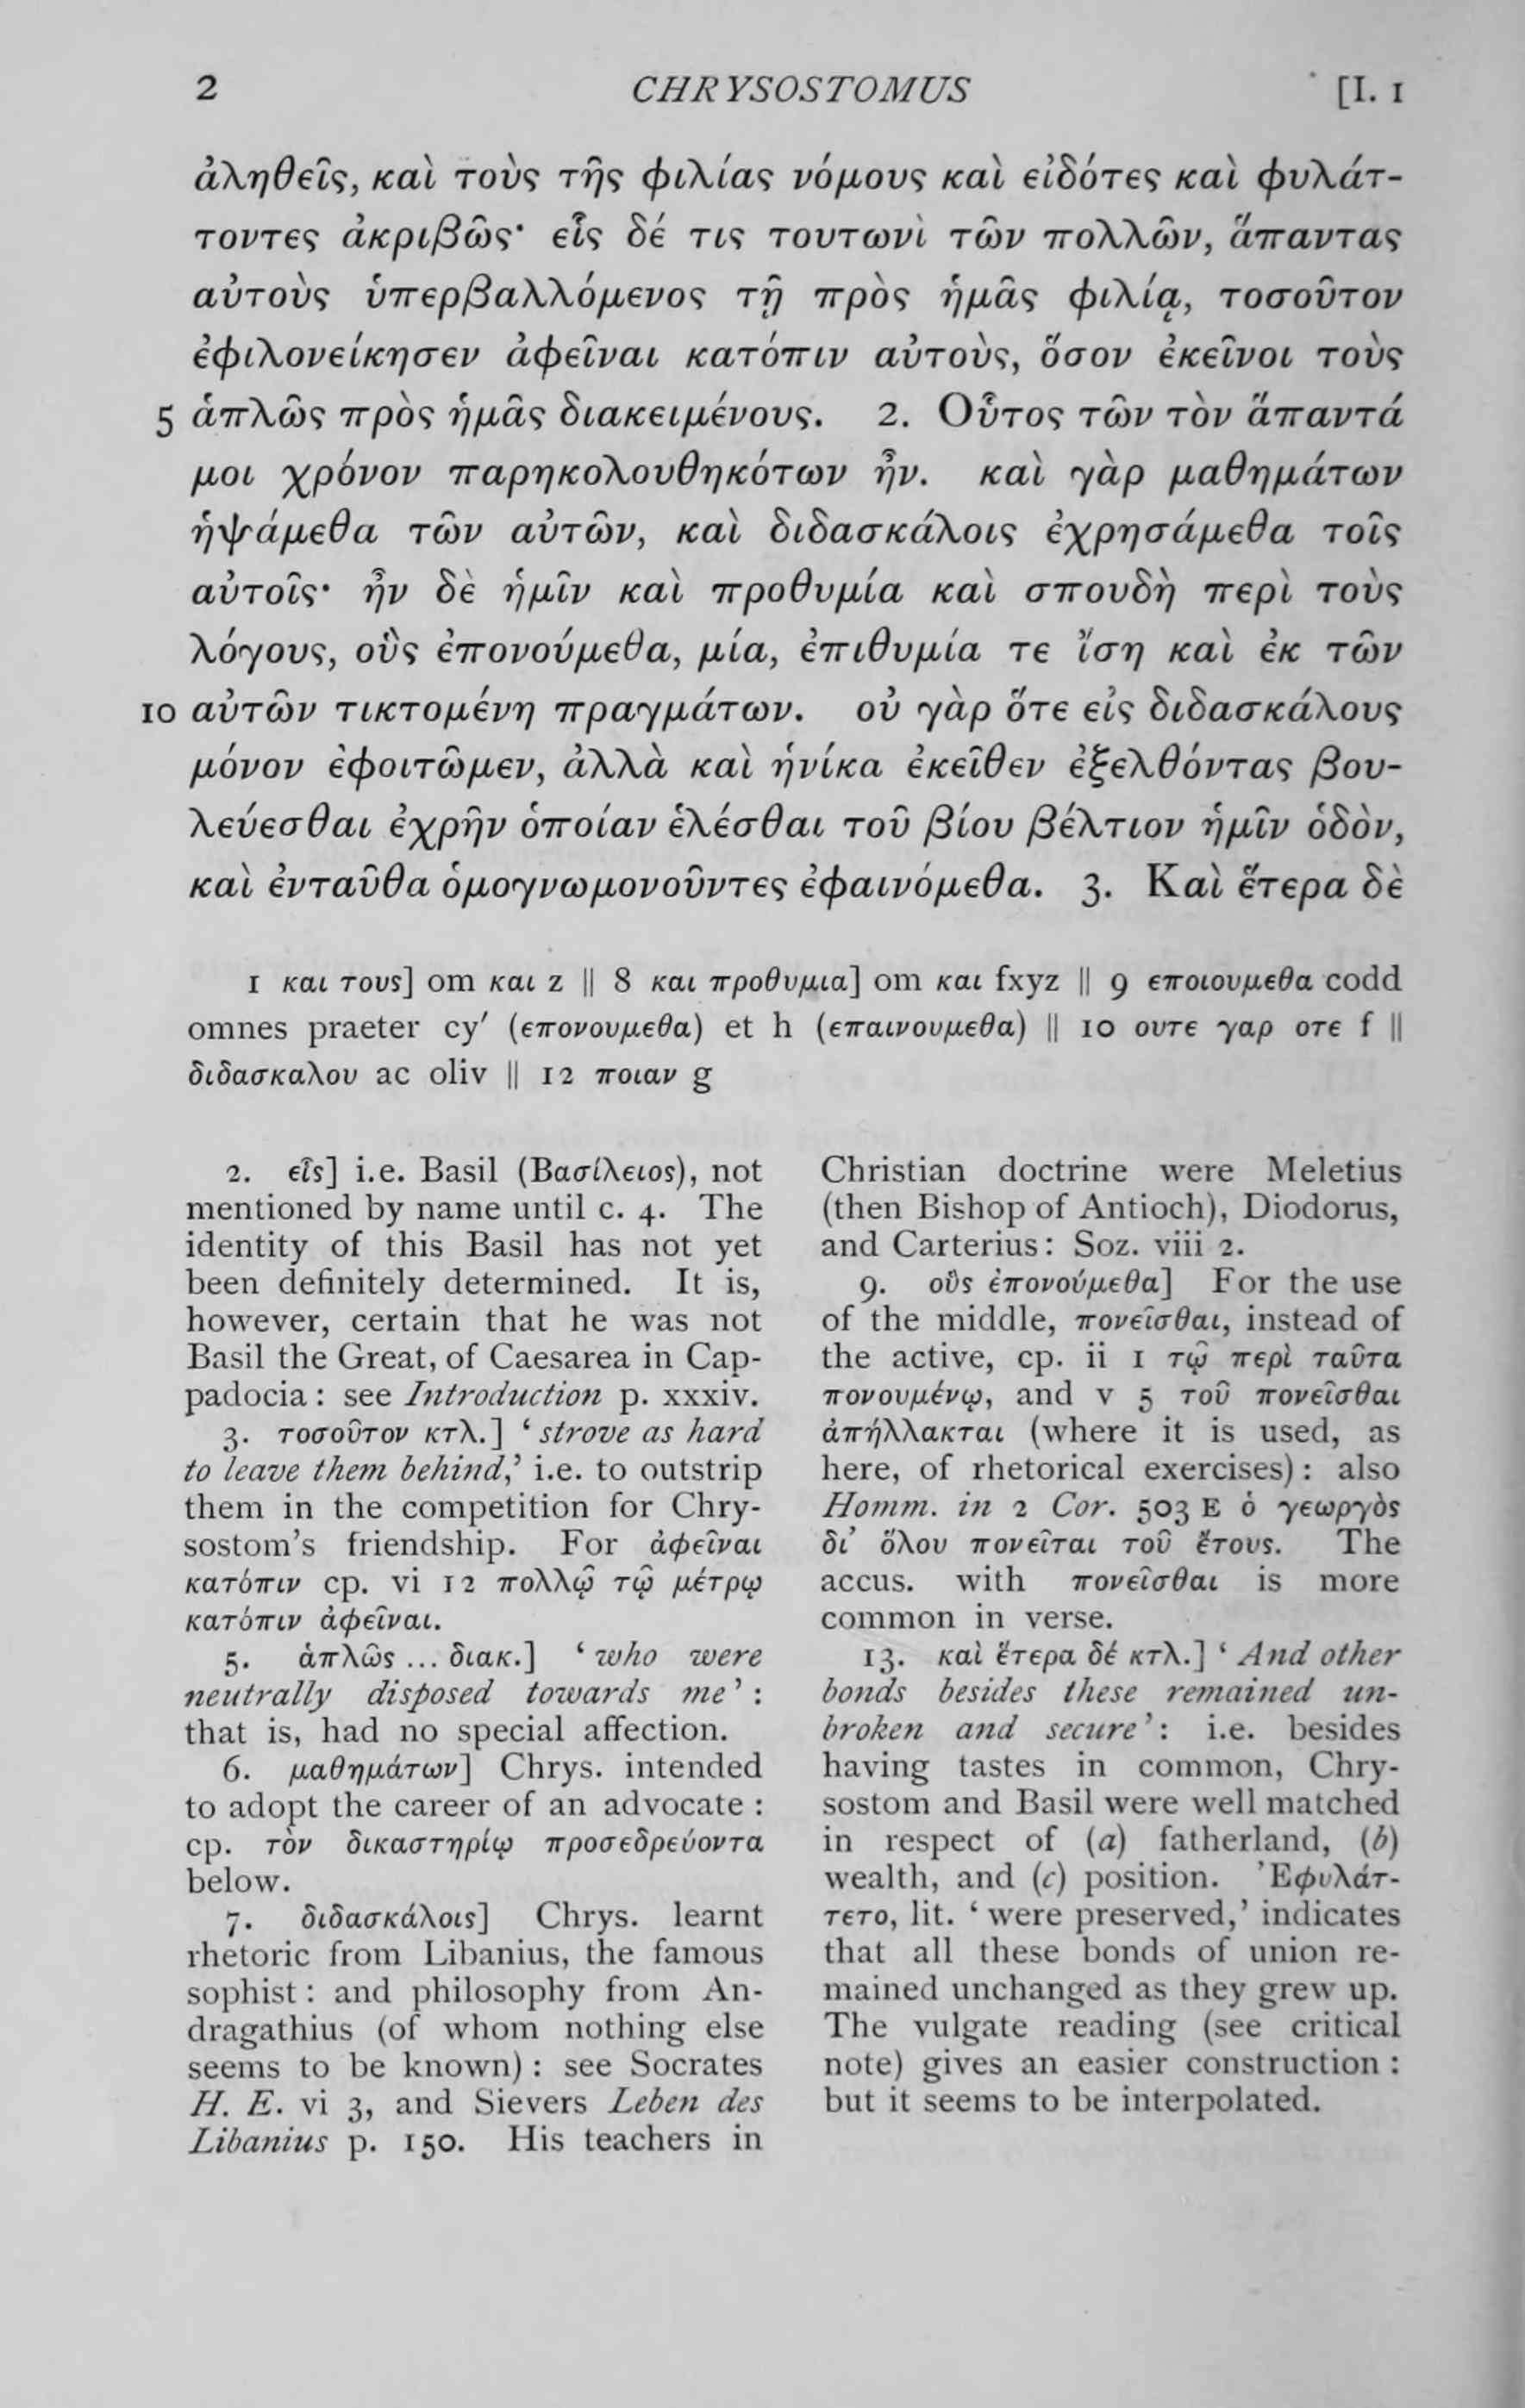 2 CHRYSOSTOMUS [I. 1
ἀληθεῖς, καὶ τοὺς τῆς φιλίας νόμους καὶ εἰδότες καὶ φυλάτ-
τοντες ἀκριβῶς· εἷς δέ τις τουτωνὶ τῶν πολλῶν, ἅπαντας
αὐτοὺς ὑπερβαλλόμενος τῇ πρὸς ἡμᾶς φιλίᾳ, τοσοῦτον
ἐφιλονείκησεν ἀφεῖναι κατόπιν αὐτοὺς, ὅσον ἐκεῖνοι τοὺς
5 ἁπλῶς πρὸς ἡμᾶς διακειμένους. 2. Οὗτος τῶν τὸν ἅπαντά
μοι χρόνον παρηκολουθηκότων ἦν. καὶ γὰρ μαθημάτων
ἡψάμεθα τῶν αὐτῶν, καὶ διδασκάλοις ἐχρησάμεθα τοῖς
αὐτοῖς· ἦν δὲ ἡμῖν καὶ προθυμία καὶ σπουδὴ περὶ τοὺς
λόγους, οὓς ἐπονούμεθα, μία, ἐπιθυμία τε ἴση καὶ ἐκ τῶν
10 αὐτῶν τικτομένη πραγμάτων. οὐ γὰρ ὅτε εἰς διδασκάλους
μόνον ἐφοιτῶμεν, ἀλλὰ καὶ ἡνίκα ἐκεῖθεν ἐξελθόντας βου-
λεύεσθαι ἐχρῆν ὁποίαν ἑλέσθαι τοῦ βίου βέλτιον ἡμῖν ὁδὸν,
καὶ ἐνταῦθα ὁμογνωμονοῦντες ἐφαινόμεθα. 3. Καὶ ἕτερα δὲ
1 και τους] om και z || 8 και προθυμια] om και fxyz || 9 εποιουμεθα codd
omnes praeter cy′ (επονουμεθα) et h (επαινουμεθα) || 10 ουτε γαρ οτε f ||
διδασκαλου ac oliv || 12 ποιαν g
2. εἷς] i.e. Basil (Βασίλειος), not
mentioned by name until c. 4. The
identity of this Basil has not yet
been definitely determined. It is,
however, certain that he was not
Basil the Great, of Caesarea in Cap-
padocia : see Introduction p. xxxiv.
3. τοσοῦτον κτλ.] ‘ strove as hard
to leave them behind,’ i.e. to outstrip
them in the competition for Chry-
sostom’s friendship. For ἀφεῖναι
κατόπιν cp. vi 12 πολλῷ τῷ μέτρῳ
κατόπιν ἀφεῖναι.
5. ἁπλῶς ... διακ.] ‘ who were
neutrally disposed towards me ’ :
that is, had no special affection.
6. μαθημάτων] Chrys. intended
to adopt the career of an advocate :
cp. τὸν δικαστηρίῳ προσεδρεύοντα
below.
7. διδασκάλοις] Chrys. learnt
rhetoric from Libanius, the famous
sophist : and philosophy from An-
dragathius (of whom nothing else
seems to be known) : see Socrates
H. E. vi 3, and Sievers Leben des
Libanius p. 150. His teachers in
Christian doctrine were Meletius
(then Bishop of Antioch), Diodorus,
and Carterius : Soz. viii 2.
9. οὓς ἐπονούμεθα] For the use
of the middle, πονεῖσθαι, instead of
the active, cp. ii 1 τῷ περὶ ταῦτα
πονουμένῳ, and v 5 τοῦ πονεῖσθαι
ἀπήλλακται (where it is used, as
here, of rhetorical exercises) : also
Homm. in 2 Cor. 503 E ὁ γεωργὸς
δι’ ὅλου πονεῖται τοῦ ἔτους. The
accus. with πονεῖσθαι is more
common in verse.
13. καὶ ἕτερα δέ κτλ.] ‘ And other
bonds besides these remained un-
broken and secure ’ : i.e. besides
having tastes in common, Chry-
sostom and Basil were well matched
in respect of (a) fatherland, (b)
wealth, and (c) position. Ἐφυλάτ-
τετο, lit. ‘ were preserved,’ indicates
that all these bonds of union re-
mained unchanged as they grew up.
The vulgate reading (see critical
note) gives an easier construction :
but it seems to be interpolated.